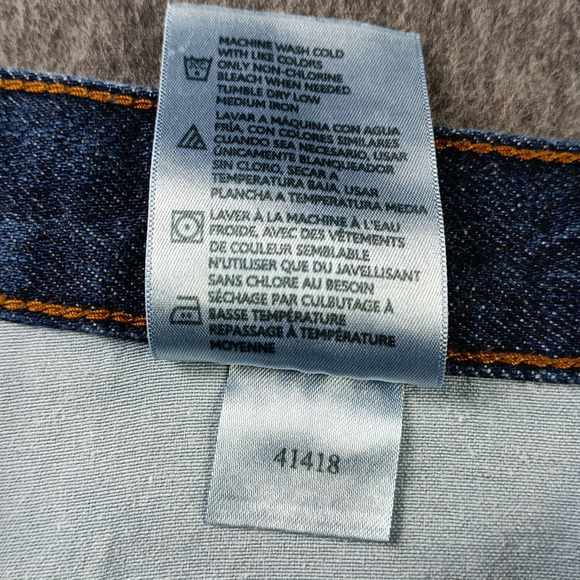 MACHINE WASH COLD
WITH LIKE COLORS
ONLY NON-CHLORINE
BLEACH WHEN NEEDED
TUMBLE DRY LOW
MEDIUM IRON
LAVAR A MÁQUINA CON AGUA
FRÍA, CON COLORES SIMILARES
CUANDO SEA NECESARIO, USAR
ÚNICAMENTE BLANQUEADOR
SIN CLORO, SECAR A
TEMPERATURA BAJA, USAR
PLANCHA A TEMPERATURA MEDIA
LAVER À LA MACHINE À L'EAU
FROIDE, AVEC DES VÊTEMENTS
DE COULEUR SEMBLABLE
N'UTILISER QUE DU JAVELLISANT
SANS CHLORE AU BESOIN
SÉCHAGE PAR CULBUTAGE À
BASSE TEMPÉRATURE
REPASSAGE À TEMPÉRATURE
MOYENNE
41418